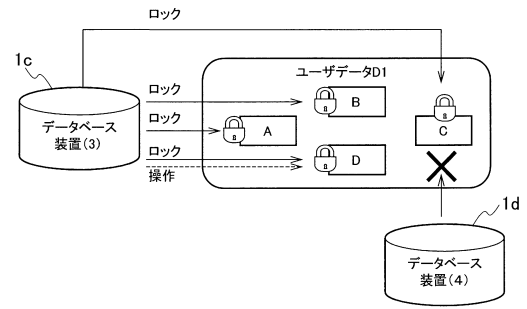 ロック
1c
ユーザデータD1
ロック
B
ロック
データベース
装置(3)
A
C
ロック
D
操作
1d
データベース
装置(4)